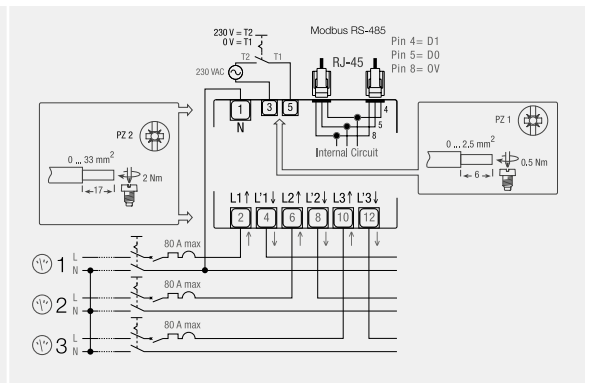 230 V = T2
0 V = T1
T2 T1
230 VAC
Modbus RS-485
RJ-45
Pin 4= D1
Pin 5= D0
Pin 8= 0V
1 3 5
N
4
5
8
Internal Circuit
PZ 2
0 ... 33 mm²
17
2 Nm
PZ 1
0 ... 2.5 mm²
6
0.5 Nm
L1↑ L'1↓ L2↑ L'2↓ L3↑ L'3↓
2 4 6 8 10 12
80 A max
1 L
N
80 A max
2 L
N
80 A max
3 L
N